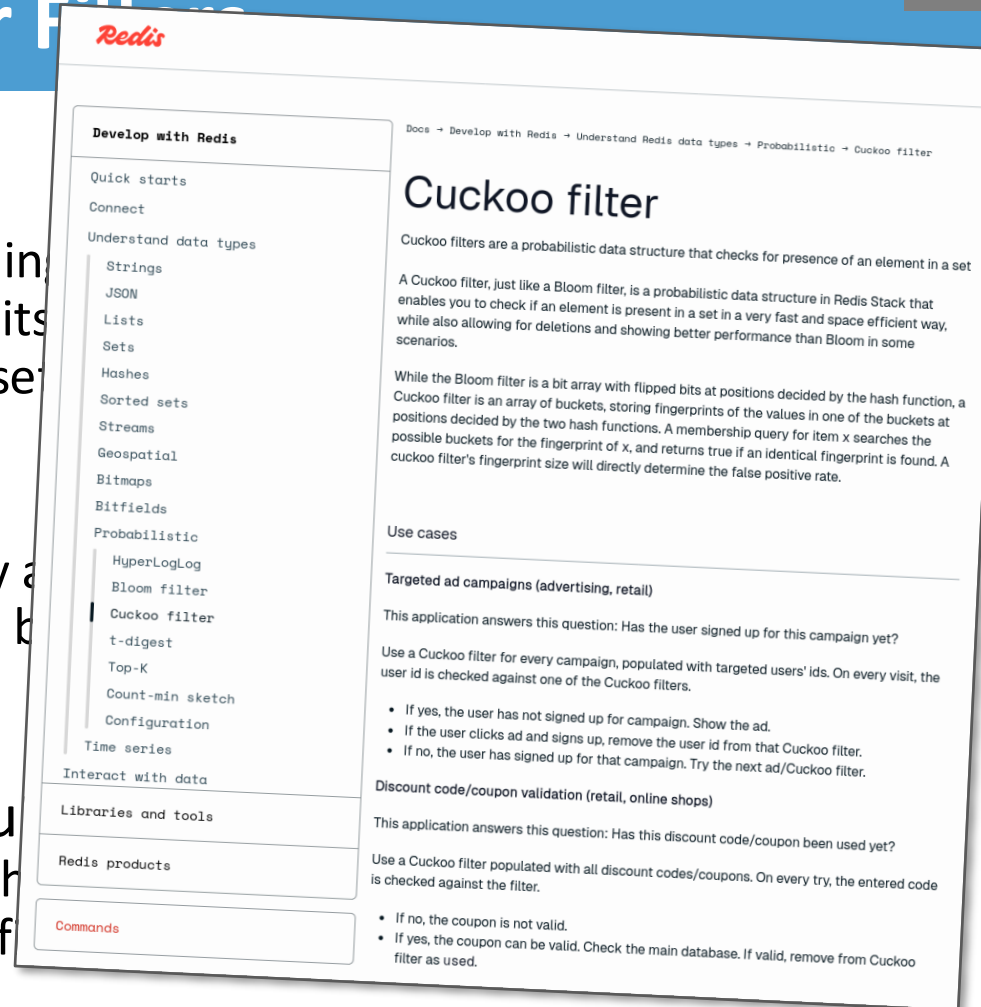 r Filters
Redis
Develop with Redis
Quick starts
Connect
Understand data types
Strings
JSON
Lists
Sets
Hashes
Sorted sets
Streams
Geospatial
Bitmaps
Bitfields
Probabilistic
HyperLogLog
Bloom filter
Cuckoo filter
t-digest
Top-K
Count-min sketch
Configuration
Time series
Interact with data
Libraries and tools
Redis products
Commands
Docs → Develop with Redis → Understand Redis data types → Probabilistic → Cuckoo filter
Cuckoo filter
Cuckoo filters are a probabilistic data structure that checks for presence of an element in a set
A Cuckoo filter, just like a Bloom filter, is a probabilistic data structure in Redis Stack that
enables you to check if an element is present in a set in a very fast and space efficient way,
while also allowing for deletions and showing better performance than Bloom in some
scenarios.
While the Bloom filter is a bit array with flipped bits at positions decided by the hash function, a
Cuckoo filter is an array of buckets, storing fingerprints of the values in one of the buckets at
positions decided by the two hash functions. A membership query for item x searches the
possible buckets for the fingerprint of x, and returns true if an identical fingerprint is found. A
cuckoo filter's fingerprint size will directly determine the false positive rate.
Use cases
Targeted ad campaigns (advertising, retail)
This application answers this question: Has the user signed up for this campaign yet?
Use a Cuckoo filter for every campaign, populated with targeted users' ids. On every visit, the
user id is checked against one of the Cuckoo filters.
• If yes, the user has not signed up for campaign. Show the ad.
• If the user clicks ad and signs up, remove the user id from that Cuckoo filter.
• If no, the user has signed up for that campaign. Try the next ad/Cuckoo filter.
Discount code/coupon validation (retail, online shops)
This application answers this question: Has this discount code/coupon been used yet?
Use a Cuckoo filter populated with all discount codes/coupons. On every try, the entered code
is checked against the filter.
• If no, the coupon is not valid.
• If yes, the coupon can be valid. Check the main database. If valid, remove from Cuckoo
filter as used.